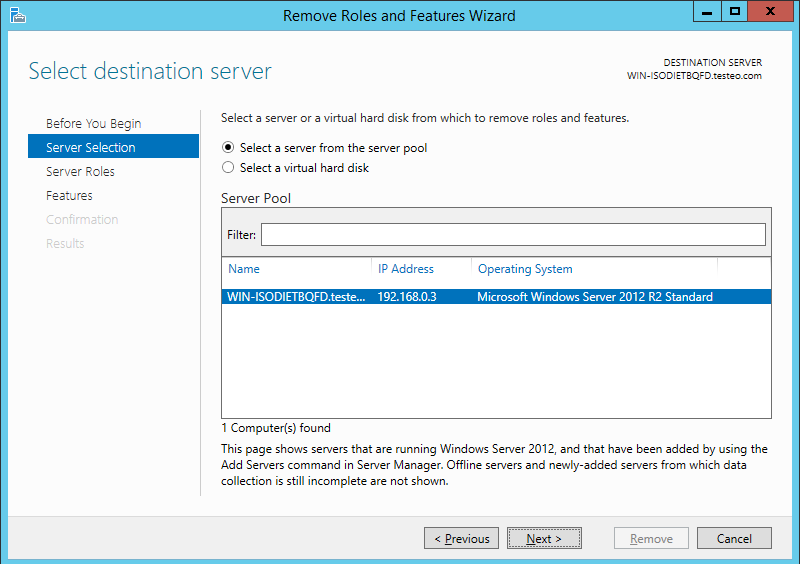 Remove Roles and Features Wizard
Select destination server
DESTINATION SERVER
WIN-ISODIETBQFD.testeo.com
Before You Begin
Server Selection
Server Roles
Features
Confirmation
Results
Select a server or a virtual hard disk from which to remove roles and features.
Select a server from the server pool
Select a virtual hard disk
Server Pool
Filter:
Name IP Address Operating System
WIN-ISODIETBQFD.teste... 192.168.0.3 Microsoft Windows Server 2012 R2 Standard
1 Computer(s) found
This page shows servers that are running Windows Server 2012, and that have been added by using the
Add Servers command in Server Manager. Offline servers and newly-added servers from which data
collection is still incomplete are not shown.
< Previous Next > Remove Cancel